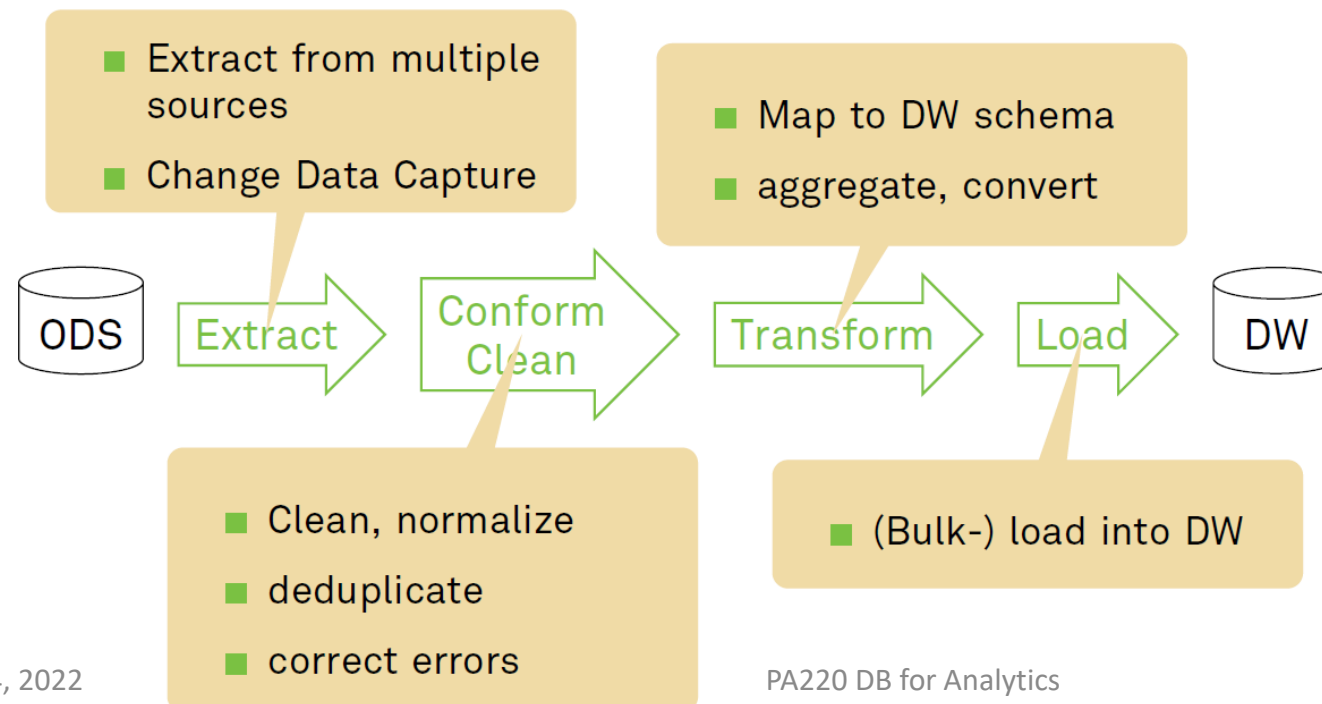 Extract from multiple
sources
Change Data Capture
Map to DW schema
aggregate, convert
ODS
Extract
Conform
Clean
Transform
Load
DW
Clean, normalize
deduplicate
correct errors
(Bulk-) load into DW
, 2022
PA220 DB for Analytics